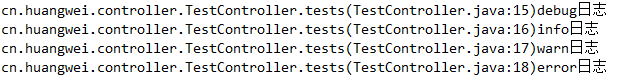 cn.huangwei.controller.TestController.tests(TestController.java:15)debug日志
cn.huangwei.controller.TestController.tests(TestController.java:16)info日志
cn.huangwei.controller.TestController.tests(TestController.java:17)warn日志
cn.huangwei.controller.TestController.tests(TestController.java:18)error日志